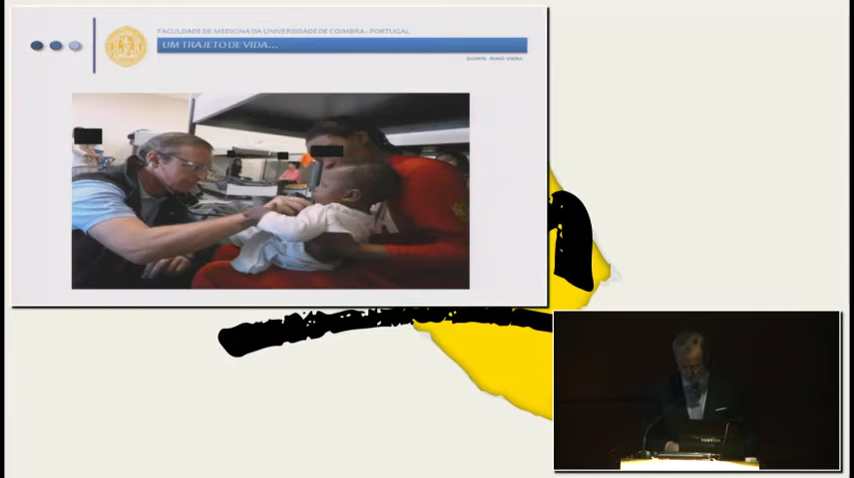 FACULDADE DE MEDICINA DA UNIVERSIDADE DE COIMBRA - PORTUGAL
UM TRAJETO DE VIDA...